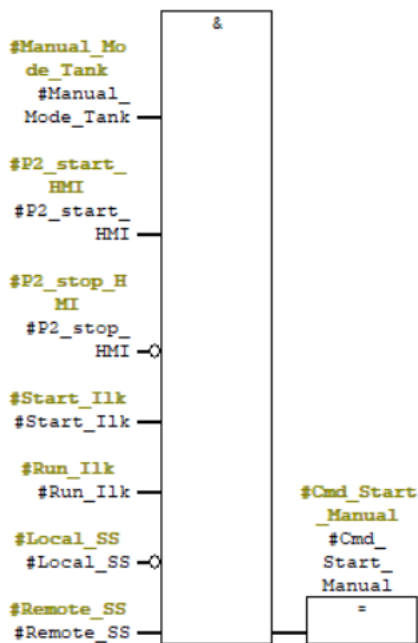 &
#Manual_Mo
de_Tank
#Manual_
Mode_Tank
#P2_start_
HMI
#P2_start_
HMI
#P2_stop_H
MI
#P2_stop_
HMI
#Start_Ilk
#Start_Ilk
#Run_Ilk
#Run_Ilk
#Local_SS
#Local_SS
#Remote_SS
#Remote_SS
#Cmd_Start
_Manual
#Cmd_
Start_
Manual
=